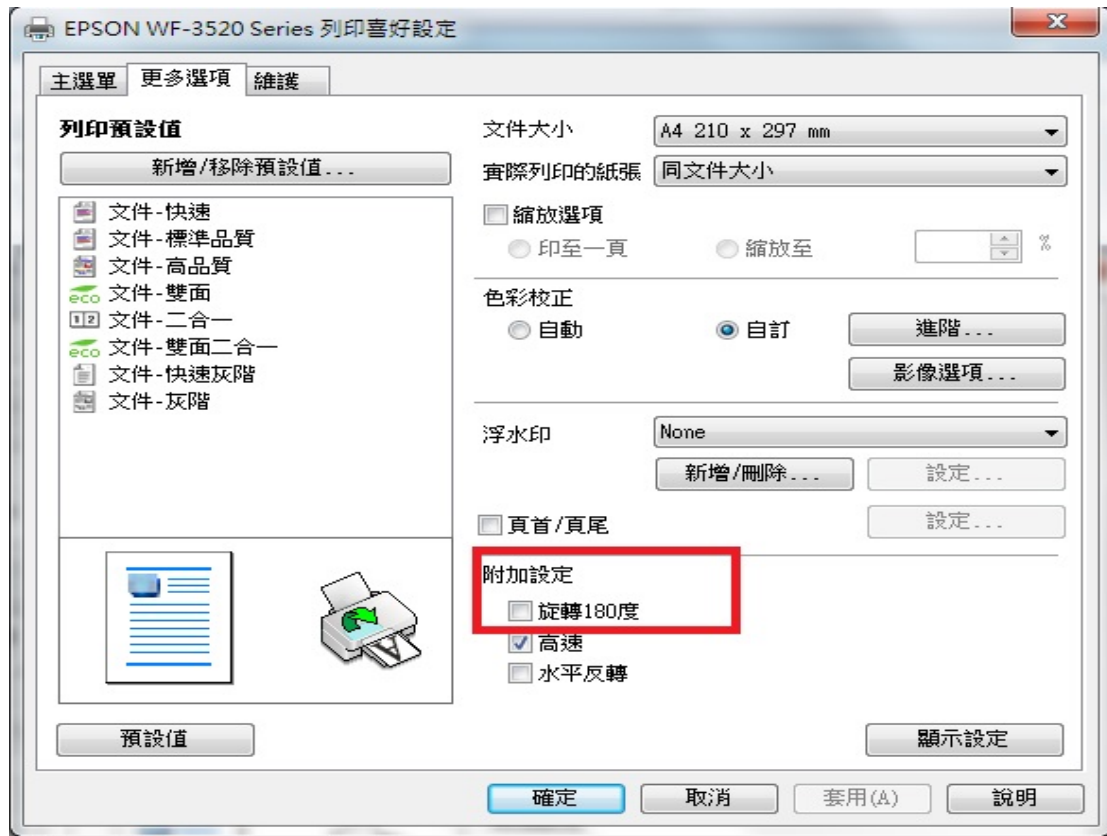 EPSON WF-3520 Series 列印喜好設定
主選單 更多選項 維護
列印預設值
新增/移除預設值...
文件-快速
文件-標準品質
文件-高品質
eco 文件-雙面
12 文件-二合一
eco 文件-雙面二合一
文件-快速灰階
文件-灰階
預設值
文件大小 A4 210 x 297 mm
實際列印的紙張 同文件大小
縮放選項
印至一頁 縮放至 %
色彩校正
自動 自訂 進階...
影像選項...
浮水印 None
新增/刪除... 設定...
頁首/頁尾 設定...
附加設定
旋轉180度
高速
水平反轉
顯示設定
確定 取消 套用(A) 說明